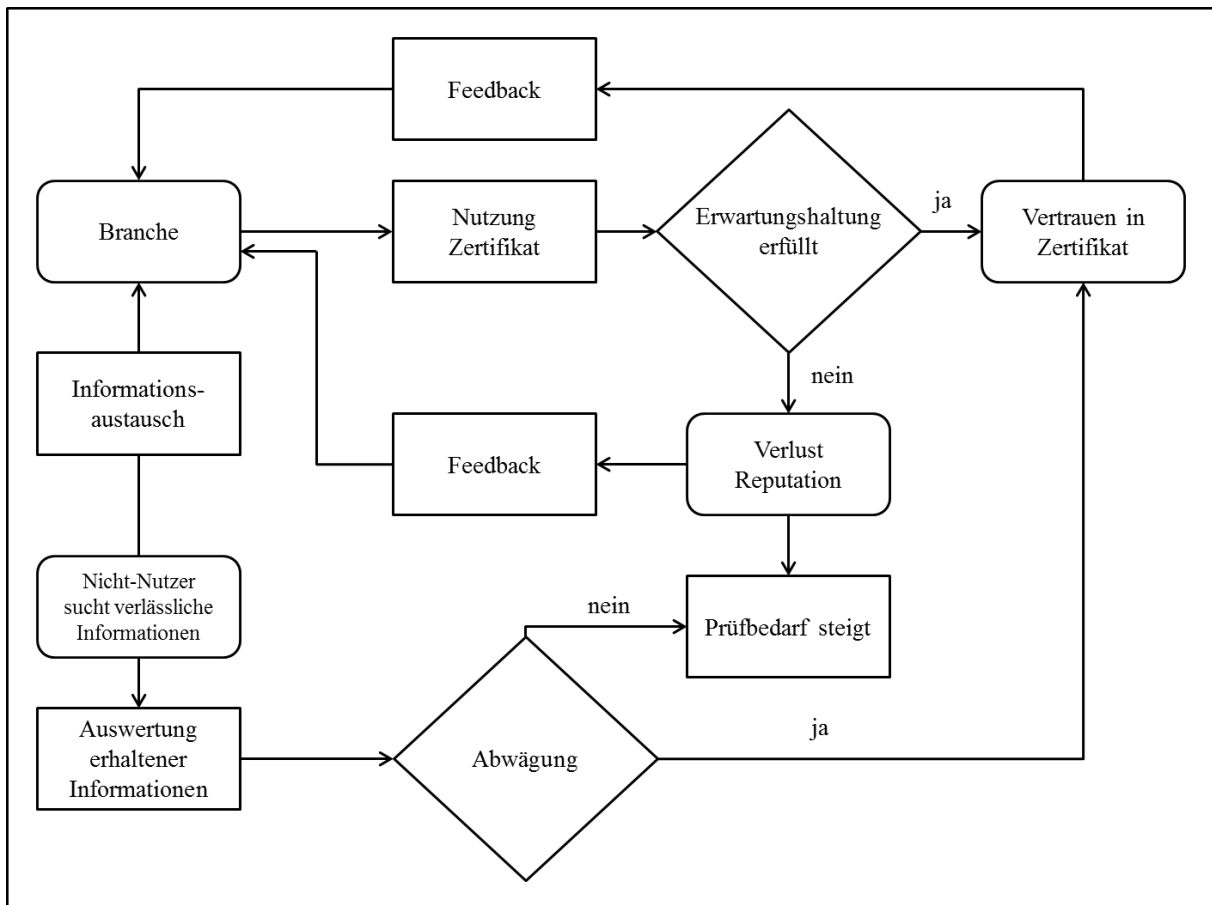 Feedback
Branche
Nutzung
Zertifikat
Erwartungshaltung
erfüllt
ja
Vertrauen in
Zertifikat
nein
Informations-
austausch
Feedback
Verlust
Reputation
Nicht-Nutzer
sucht verlässliche
Informationen
nein
Prüfbedarf steigt
Auswertung
erhaltener
Informationen
Abwägung
ja